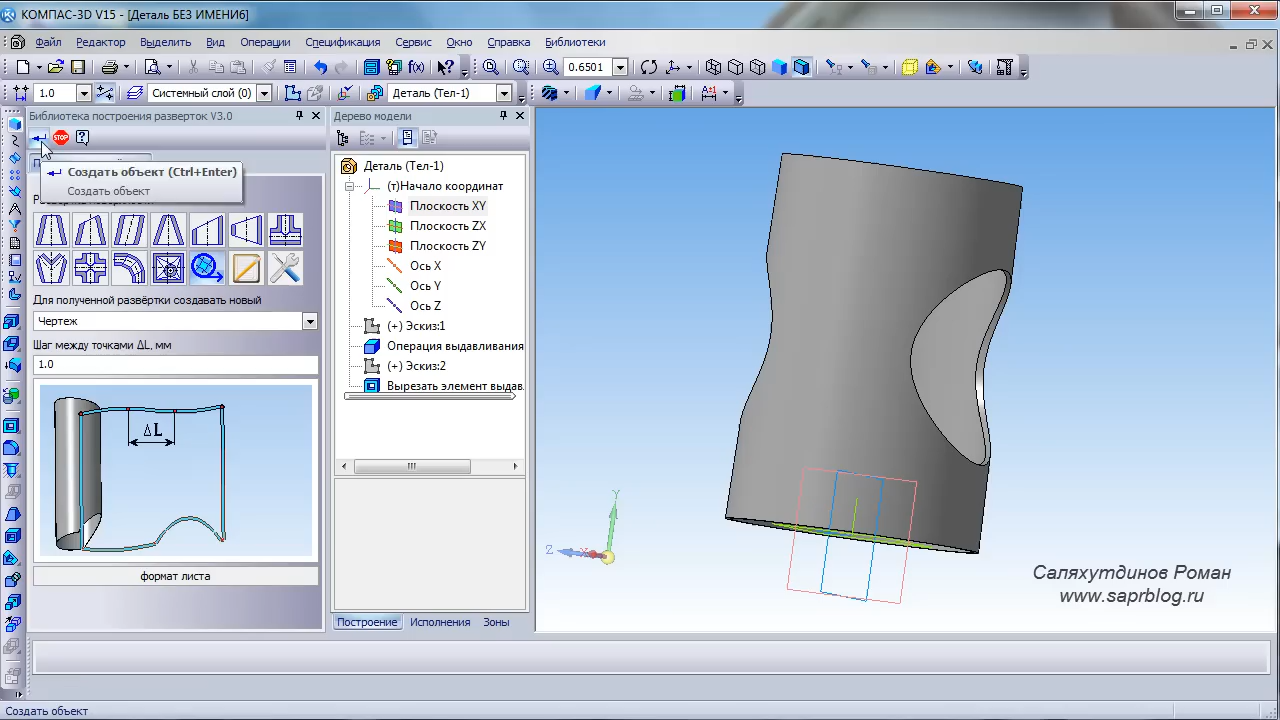 КОМПАС-3D V15 - [Деталь БЕЗ ИМЕНИ6]
Файл Редактор Выделить Вид Операции Спецификация Сервис Окно Справка Библиотеки
0.6501
1.0 Системный слой (0) Деталь (Тел-1)
Библиотека построения разверток V3.0
STOP
Создать объект (Ctrl+Enter)
Создать объект
Для полученной развёртки создавать новый
Чертеж
Шаг между точками ΔL, мм
1.0
ΔL
формат листа
Дерево модели
Деталь (Тел-1)
(т)Начало координат
Плоскость XY
Плоскость ZX
Плоскость ZY
Ось X
Ось Y
Ось Z
(+) Эскиз:1
Операция выдавливания
(+) Эскиз:2
Вырезать элемент выдав.
Построение Исполнения Зоны
Y
Z
X
Саляхутдинов Роман
www.saprblog.ru
Создать объект